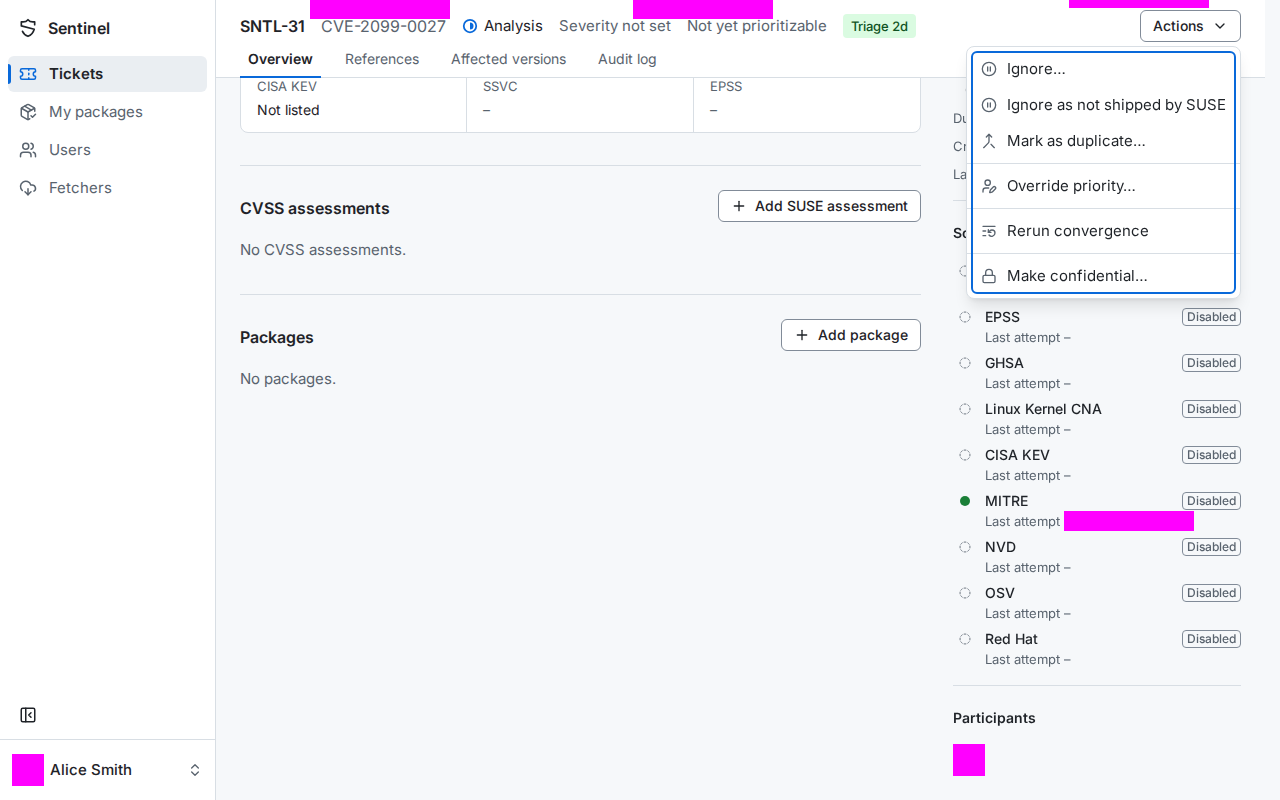 Sentinel
Tickets
My packages
Users
Fetchers
Alice Smith
SNTL-31 CVE-2099-0027 Analysis Severity not set Not yet prioritizable Triage 2d
Actions
Overview References Affected versions Audit log
CISA KEV SSVC EPSS
Not listed – –
CVSS assessments
Add SUSE assessment
No CVSS assessments.
Packages
Add package
No packages.
Ignore...
Ignore as not shipped by SUSE
Mark as duplicate...
Override priority...
Rerun convergence
Make confidential...
EPSS Disabled
Last attempt –
GHSA Disabled
Last attempt –
Linux Kernel CNA Disabled
Last attempt –
CISA KEV Disabled
Last attempt –
MITRE Disabled
Last attempt
NVD Disabled
Last attempt –
OSV Disabled
Last attempt –
Red Hat Disabled
Last attempt –
Participants